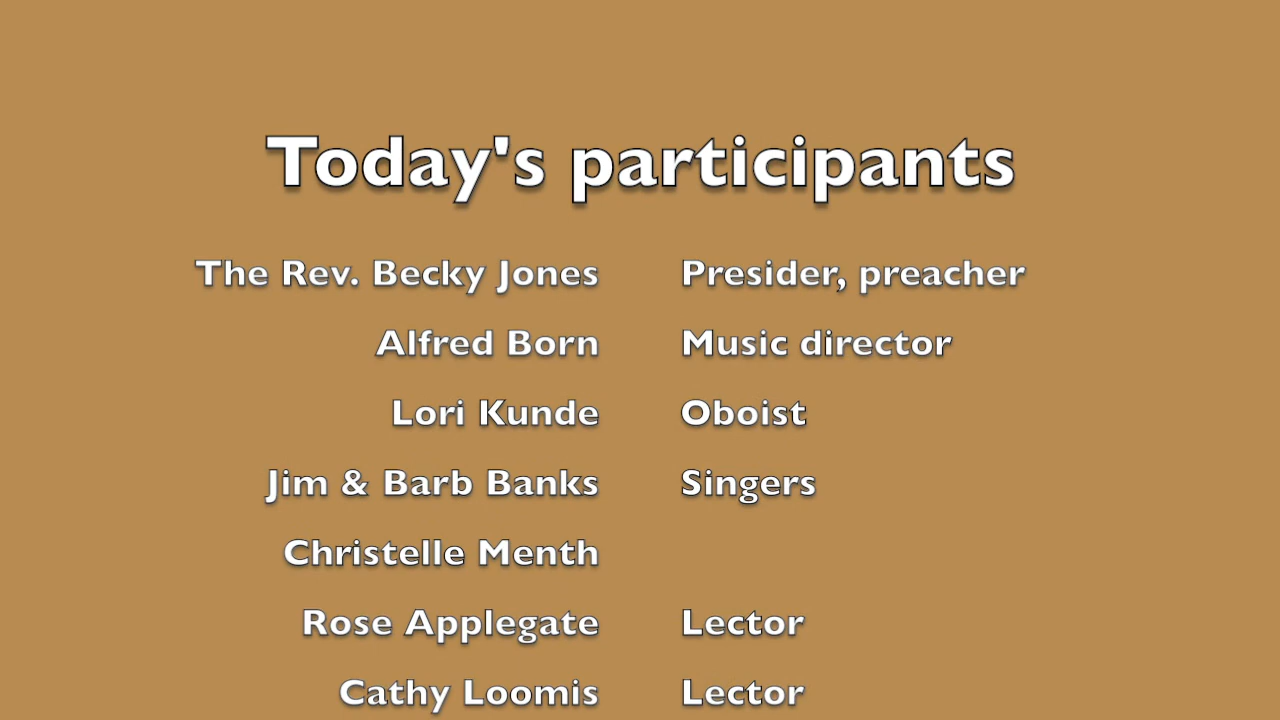 Today's participants
The Rev. Becky Jones Presider, preacher
Alfred Born Music director
Lori Kunde Oboist
Jim & Barb Banks Singers
Christelle Menth
Rose Applegate Lector
Cathy Loomis Lector